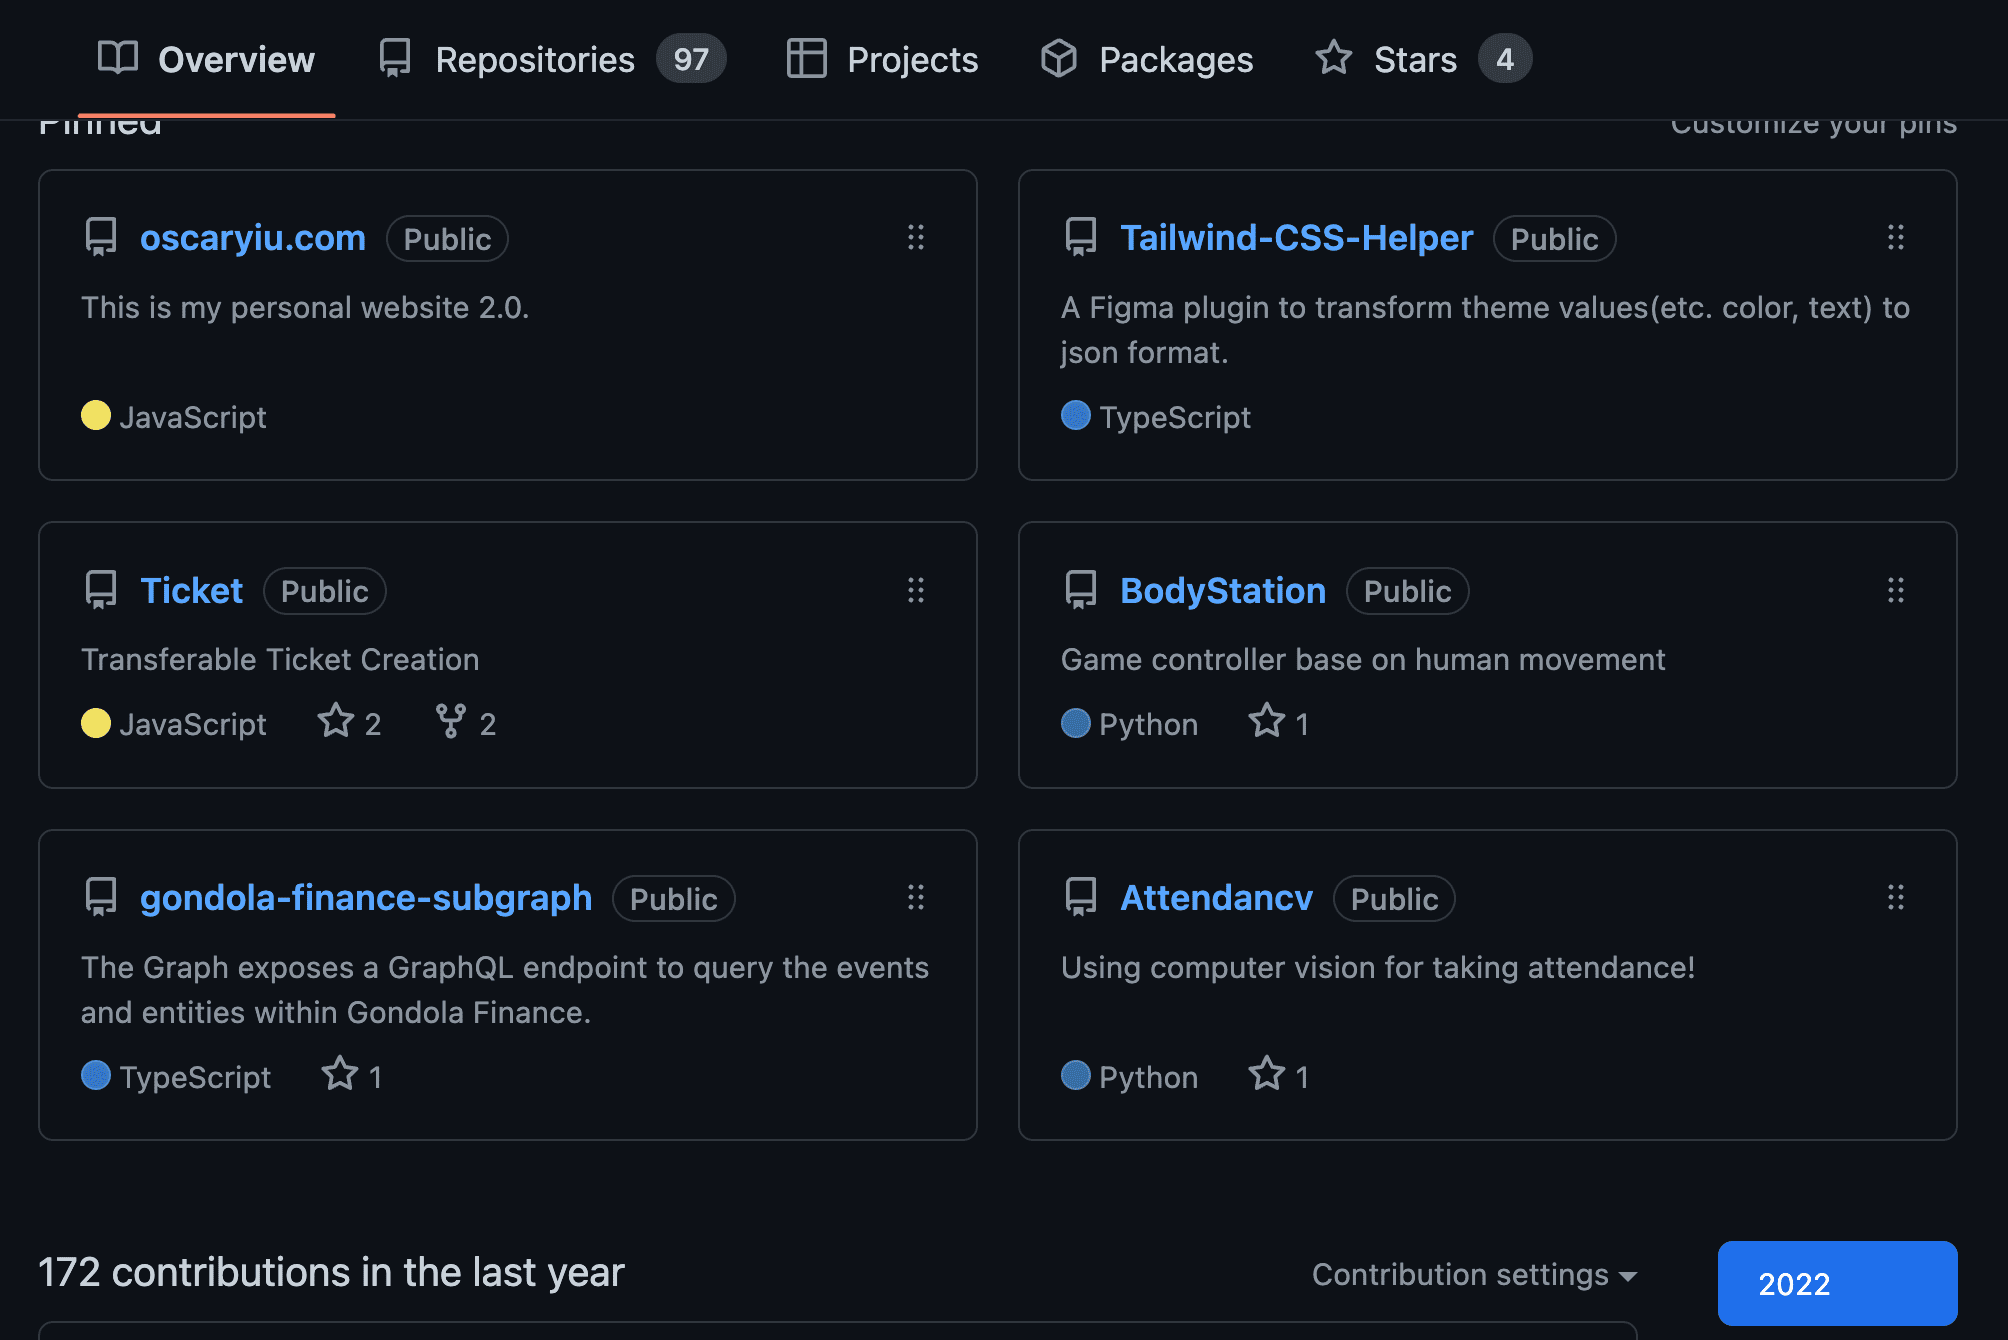 Overview Repositories 97 Projects Packages Stars 4
Pinned Customize your pins
oscaryiu.com Public
This is my personal website 2.0.
JavaScript
Tailwind-CSS-Helper Public
A Figma plugin to transform theme values(etc. color, text) to
json format.
TypeScript
Ticket Public
Transferable Ticket Creation
JavaScript 2 2
BodyStation Public
Game controller base on human movement
Python 1
gondola-finance-subgraph Public
The Graph exposes a GraphQL endpoint to query the events
and entities within Gondola Finance.
TypeScript 1
Attendancv Public
Using computer vision for taking attendance!
Python 1
172 contributions in the last year Contribution settings 2022